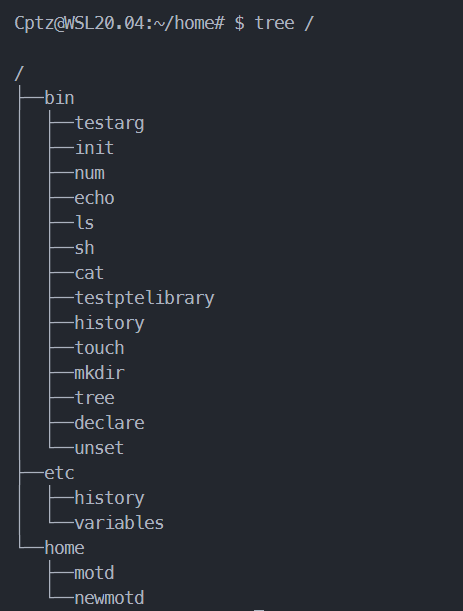 Cptz@WSL20.04:~/home# $ tree /
/
├──bin
│  ├──testarg
│  ├──init
│  ├──num
│  ├──echo
│  ├──ls
│  ├──sh
│  ├──cat
│  ├──testptelibrary
│  ├──history
│  ├──touch
│  ├──mkdir
│  ├──tree
│  ├──declare
│  └──unset
├──etc
│  ├──history
│  └──variables
└──home
   ├──motd
   └──newmotd